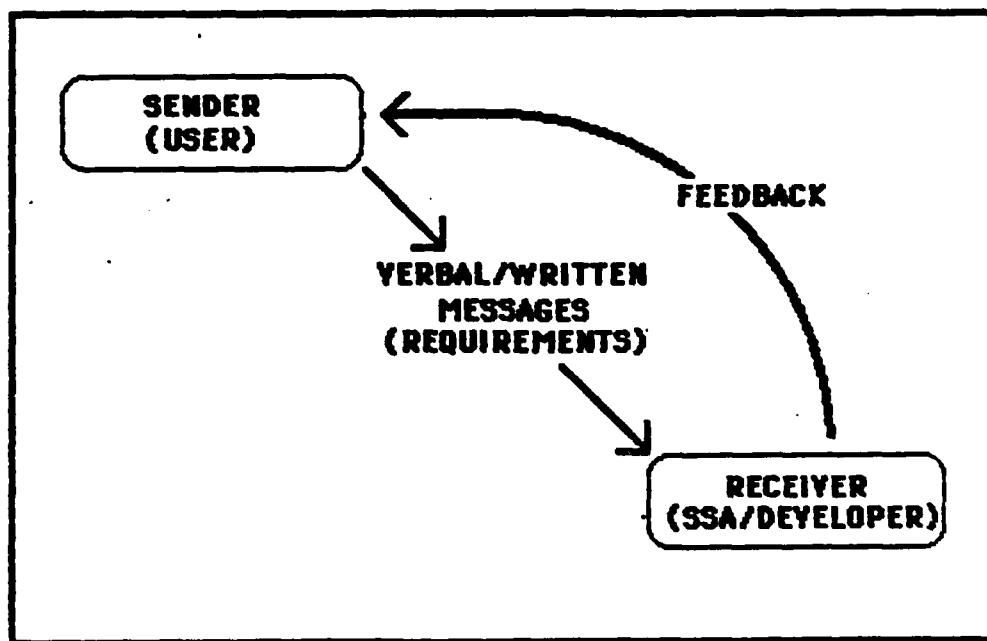 SENDER
(USER)
FEEDBACK
VERBAL/WRITTEN
MESSAGES
(REQUIREMENTS)
RECEIVER
(SSA/DEVELOPER)